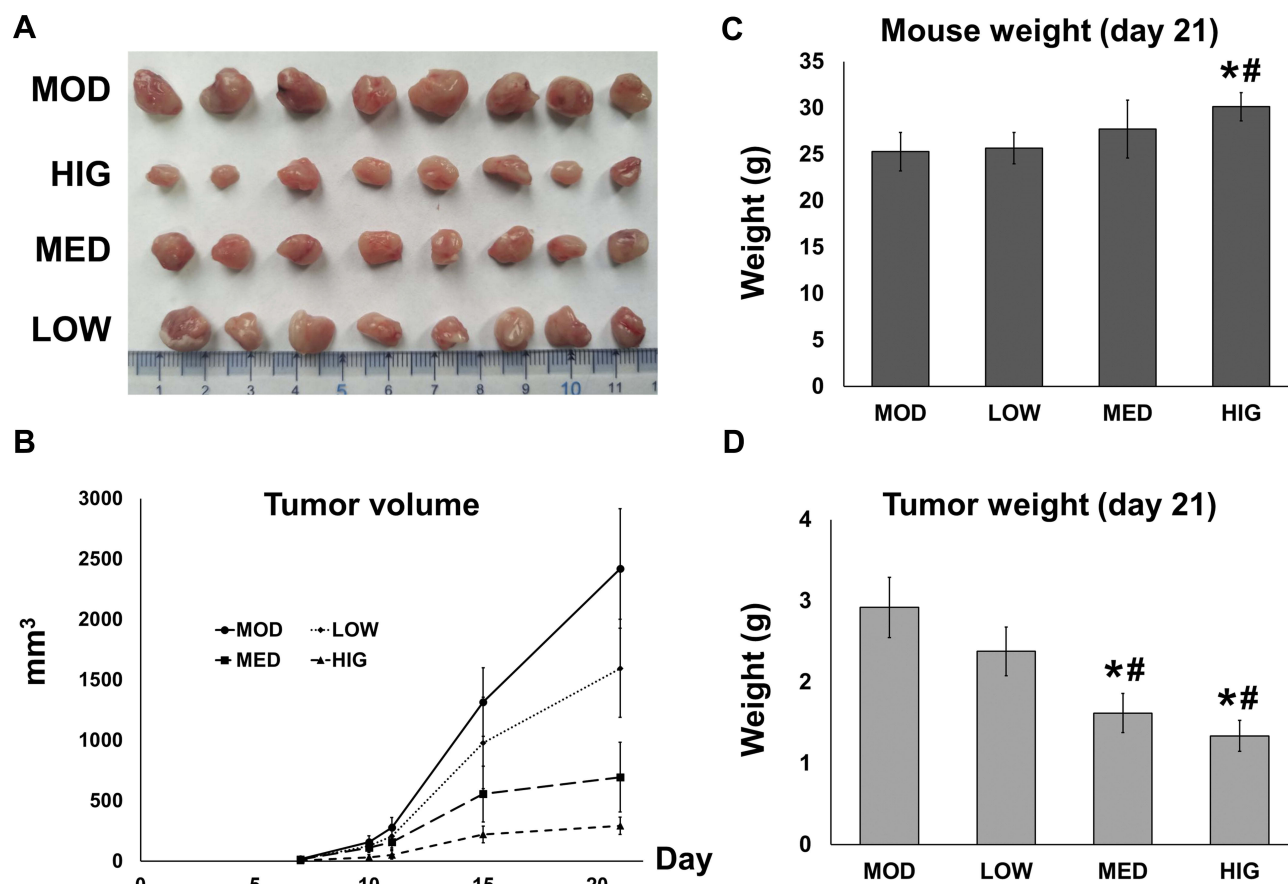 A
MOD
HIG
MED
LOW
1 2 3 4 5 6 7 8 9 10 11 1
B
Tumor volume
mm³
3000
2500
2000
1500
1000
500
0
MOD LOW
MED HIG
0 5 10 15 20
Day
C
Mouse weight (day 21)
Weight (g)
35
30
25
20
15
10
5
0
*#
MOD LOW MED HIG
D
Tumor weight (day 21)
Weight (g)
4
3
2
1
0
*#
*#
MOD LOW MED HIG